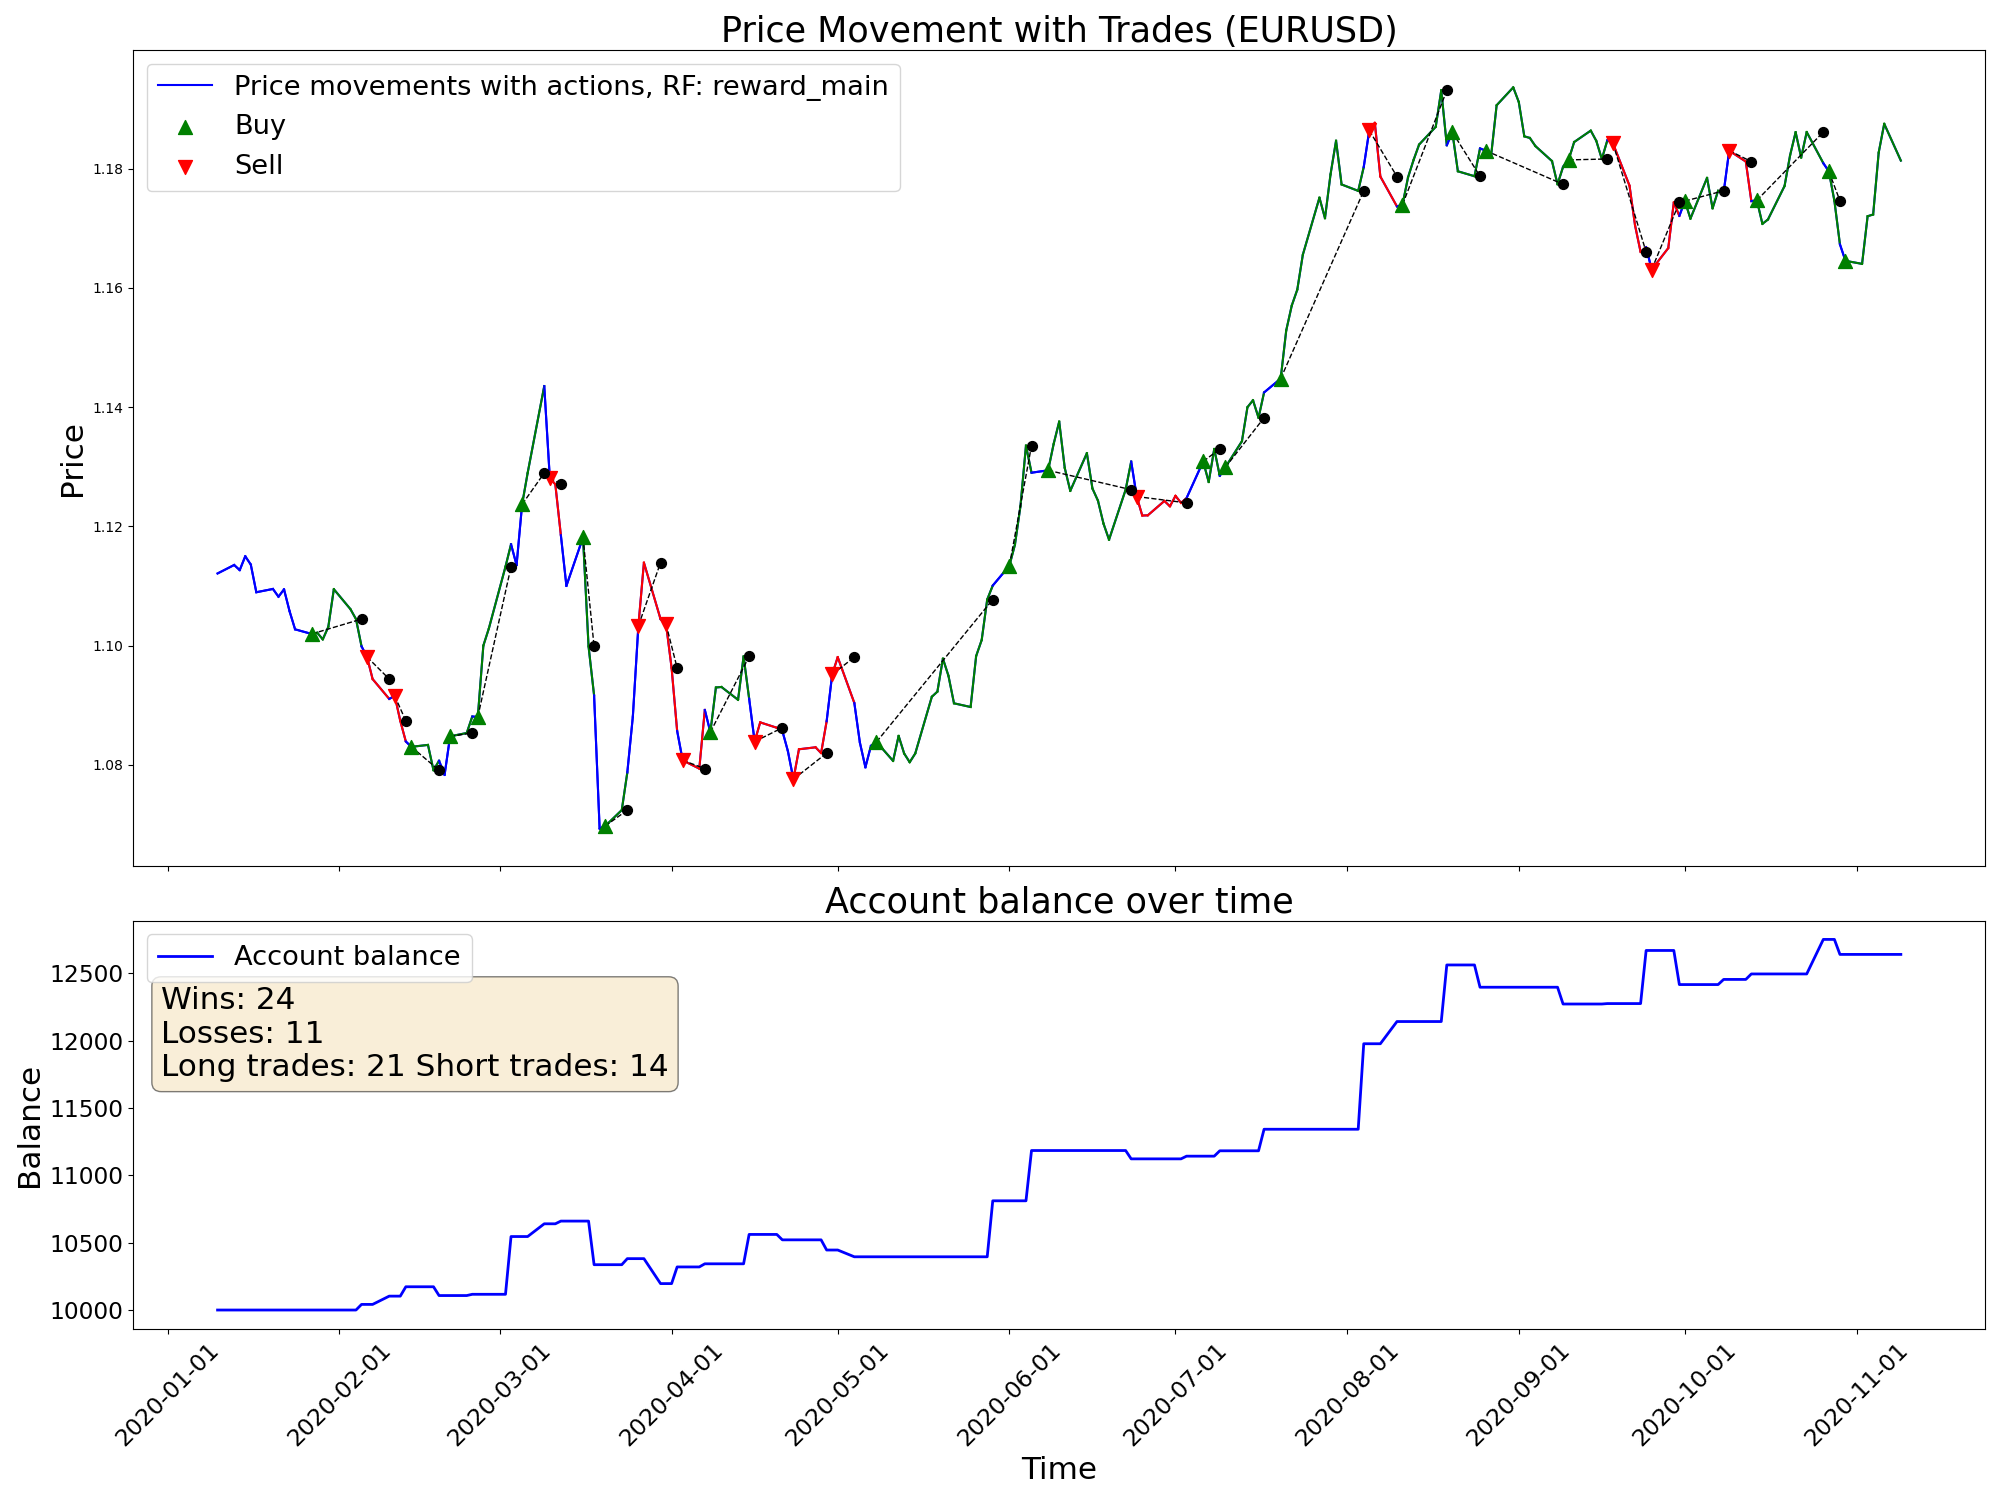 Price Movement with Trades (EURUSD)
Price movements with actions, RF: reward_main
Buy
Sell
Price
1.18
1.16
1.14
1.12
1.10
1.08
Account balance over time
Account balance
Wins: 24
Losses: 11
Long trades: 21 Short trades: 14
Balance
12500
12000
11500
11000
10500
10000
2020-01-01
2020-02-01
2020-03-01
2020-04-01
2020-05-01
2020-06-01
2020-07-01
2020-08-01
2020-09-01
2020-10-01
2020-11-01
Time